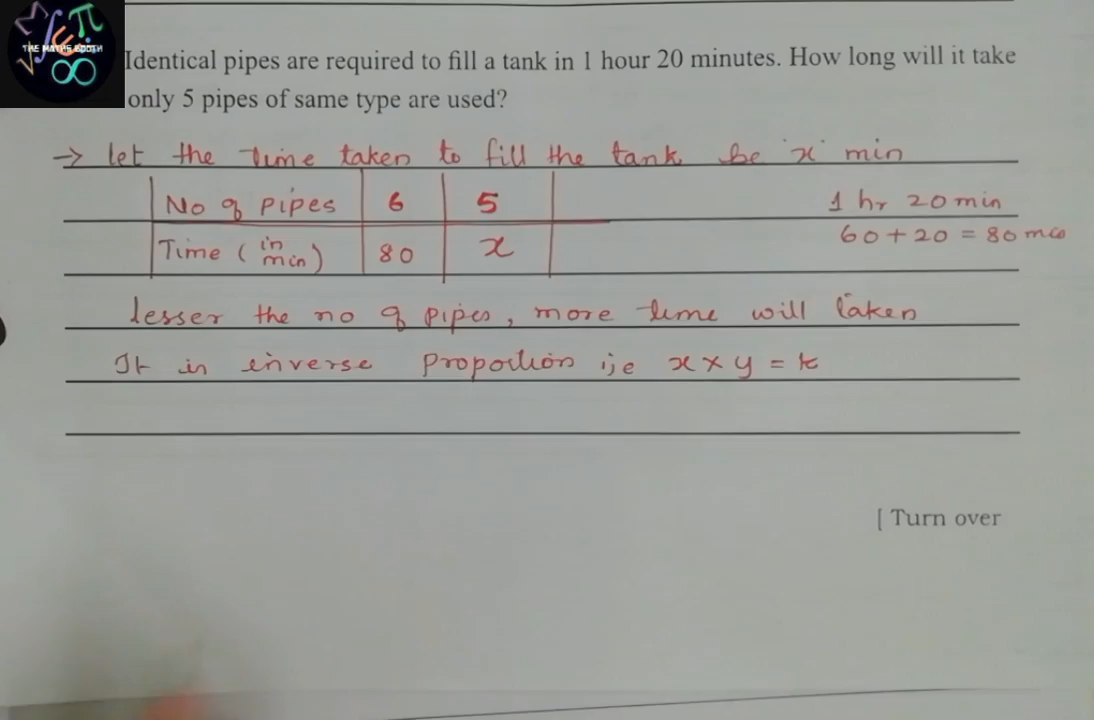 THE MATHS BOOTH
Identical pipes are required to fill a tank in 1 hour 20 minutes. How long will it take
only 5 pipes of same type are used?
→ let the time taken to fill the tank be 'x' min
No of pipes 6 5
1 hr 20 min
Time (in min) 80 x
60 + 20 = 80 min
lesser the no of pipes, more time will taken
It is inverse proportion i;e x × y = k
[ Turn over